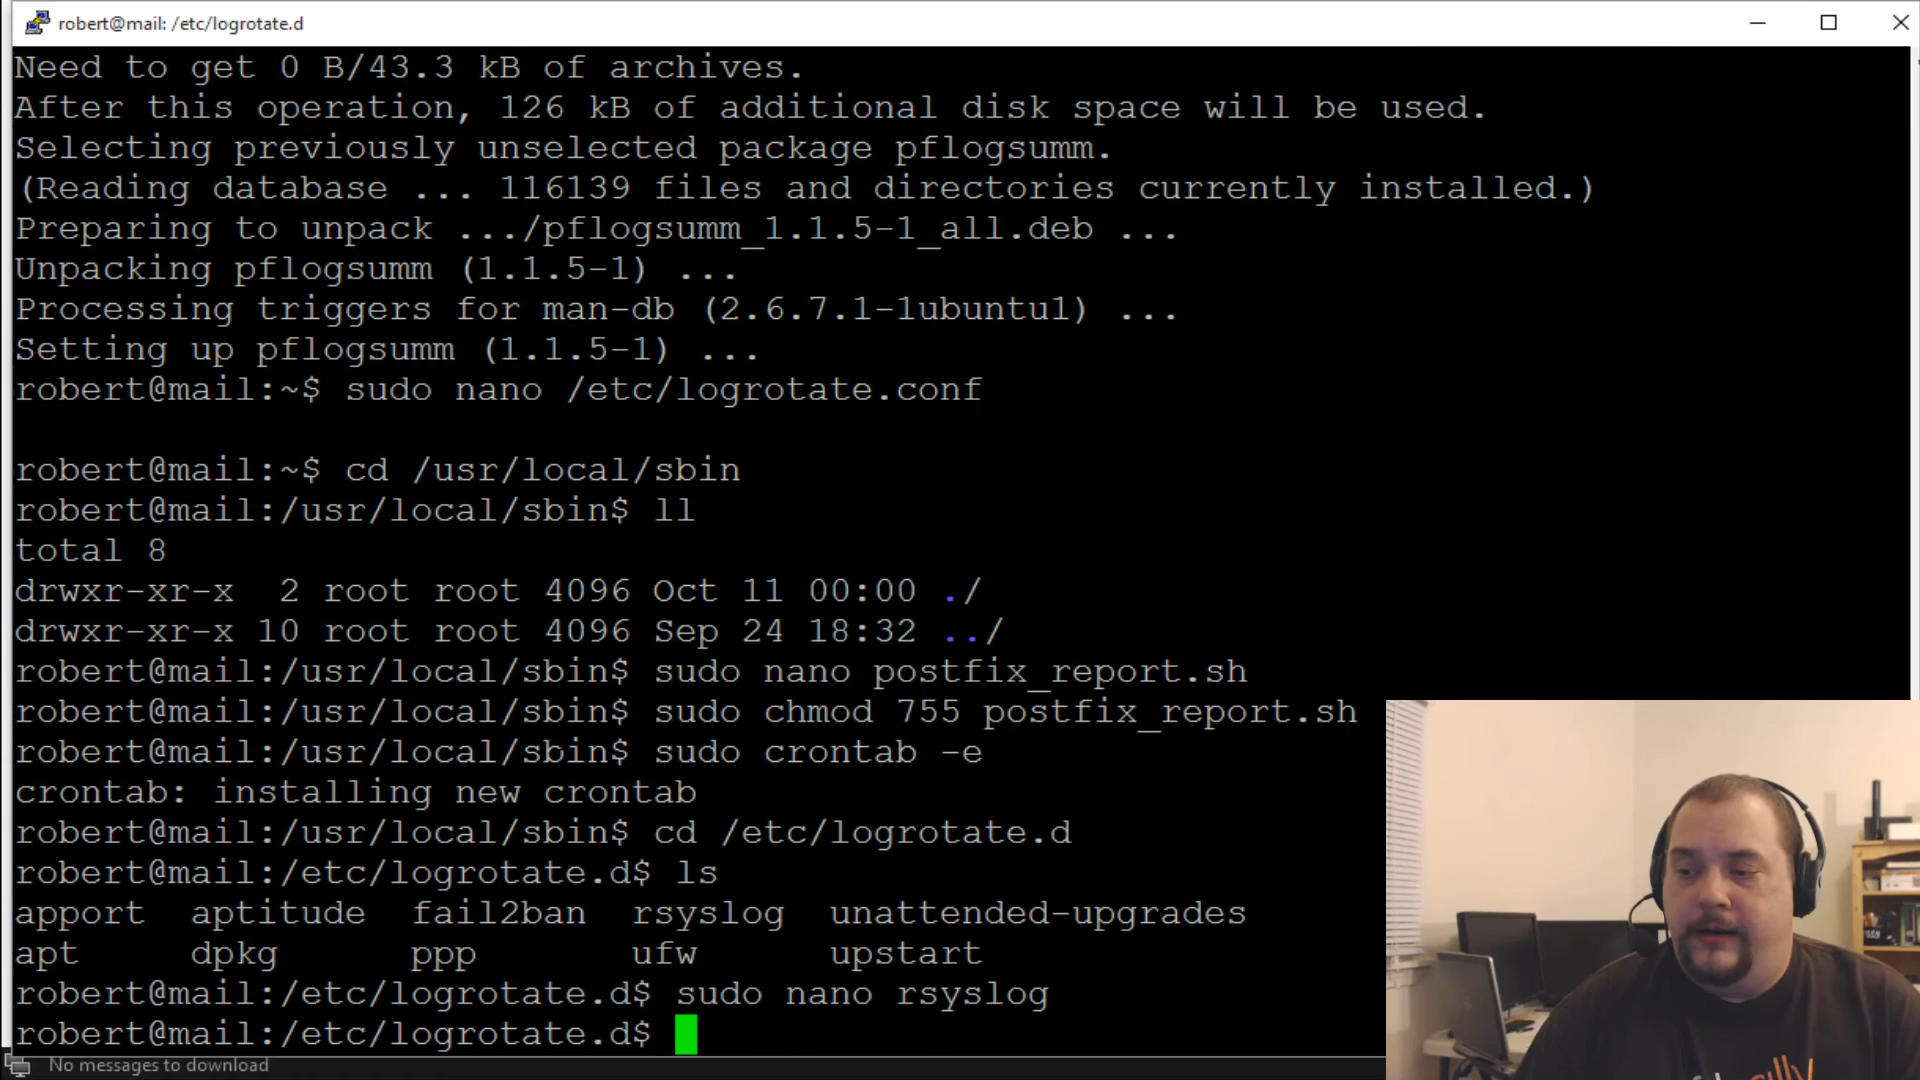 robert@mail: /etc/logrotate.d
Need to get 0 B/43.3 kB of archives.
After this operation, 126 kB of additional disk space will be used.
Selecting previously unselected package pflogsumm.
(Reading database ... 116139 files and directories currently installed.)
Preparing to unpack .../pflogsumm_1.1.5-1_all.deb ...
Unpacking pflogsumm (1.1.5-1) ...
Processing triggers for man-db (2.6.7.1-1ubuntu1) ...
Setting up pflogsumm (1.1.5-1) ...
robert@mail:~$ sudo nano /etc/logrotate.conf
robert@mail:~$ cd /usr/local/sbin
robert@mail:/usr/local/sbin$ ll
total 8
drwxr-xr-x  2 root root 4096 Oct 11 00:00 ./
drwxr-xr-x 10 root root 4096 Sep 24 18:32 ../
robert@mail:/usr/local/sbin$ sudo nano postfix_report.sh
robert@mail:/usr/local/sbin$ sudo chmod 755 postfix_report.sh
robert@mail:/usr/local/sbin$ sudo crontab -e
crontab: installing new crontab
robert@mail:/usr/local/sbin$ cd /etc/logrotate.d
robert@mail:/etc/logrotate.d$ ls
apport  aptitude  fail2ban  rsyslog  unattended-upgrades
apt     dpkg      ppp       ufw      upstart
robert@mail:/etc/logrotate.d$ sudo nano rsyslog
robert@mail:/etc/logrotate.d$
No messages to download